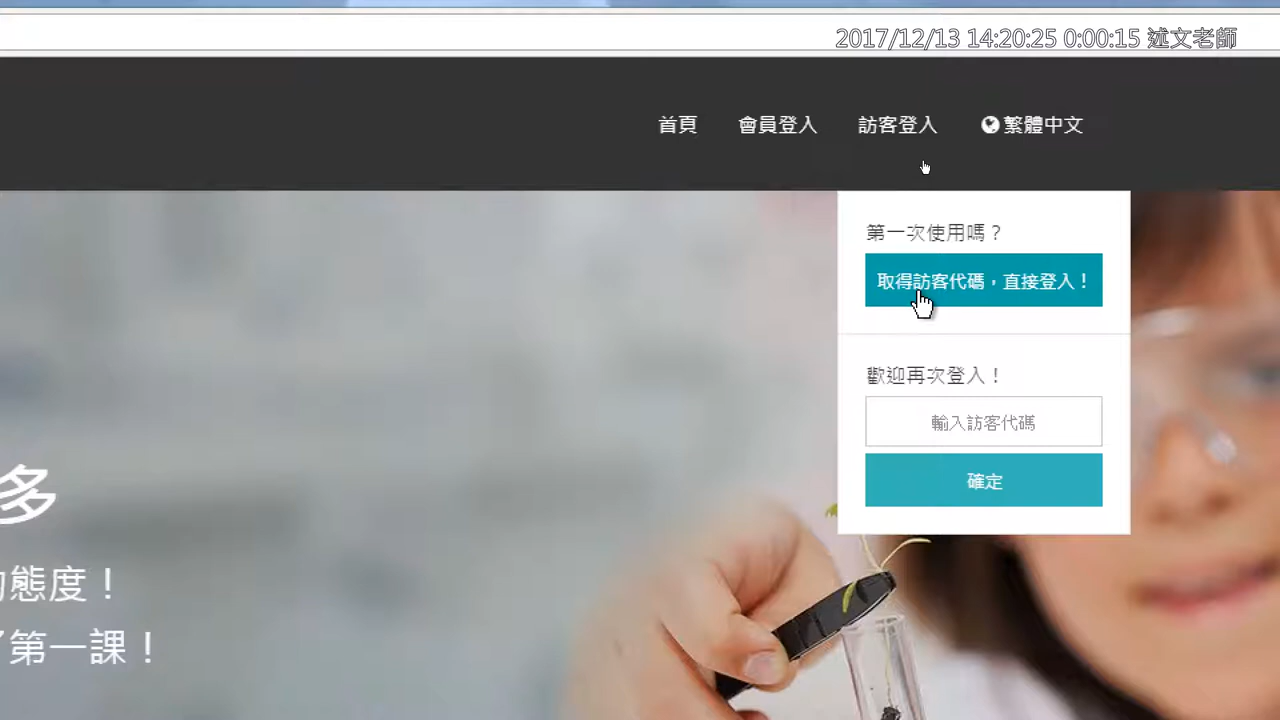 2017/12/13 14:20:25 0:00:15 述文老師
首頁 會員登入 訪客登入 繁體中文
第一次使用嗎？
取得訪客代碼，直接登入！
歡迎再次登入！
輸入訪客代碼
確定
多
態度！
第一課！